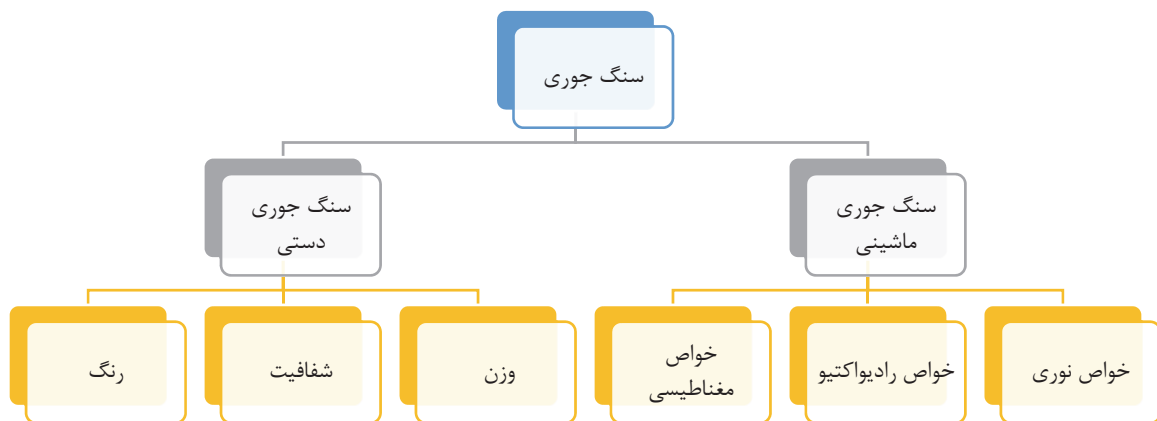 سنگ جوری
سنگ جوری
ماشینی
سنگ جوری
دستی
خواص نوری
خواص رادیواکتیو
خواص
مغناطیسی
وزن
شفافیت
رنگ